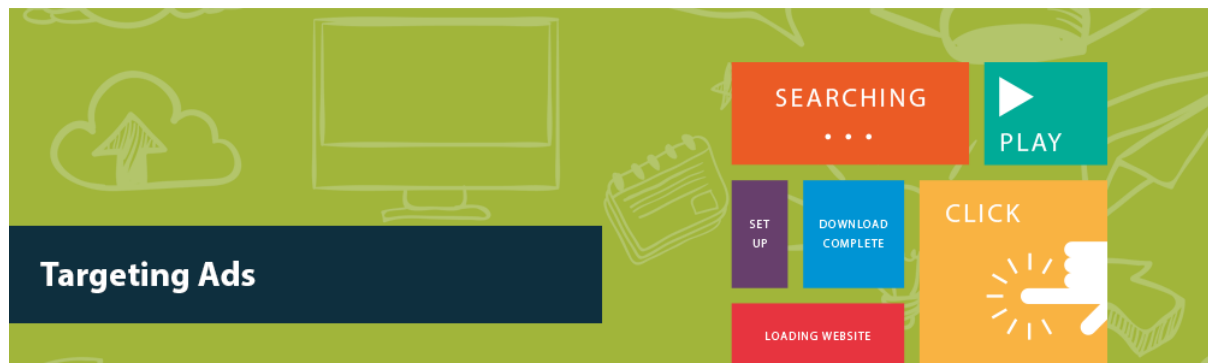 Targeting Ads
SEARCHING
...
PLAY
SET
UP
DOWNLOAD
COMPLETE
CLICK
LOADING WEBSITE